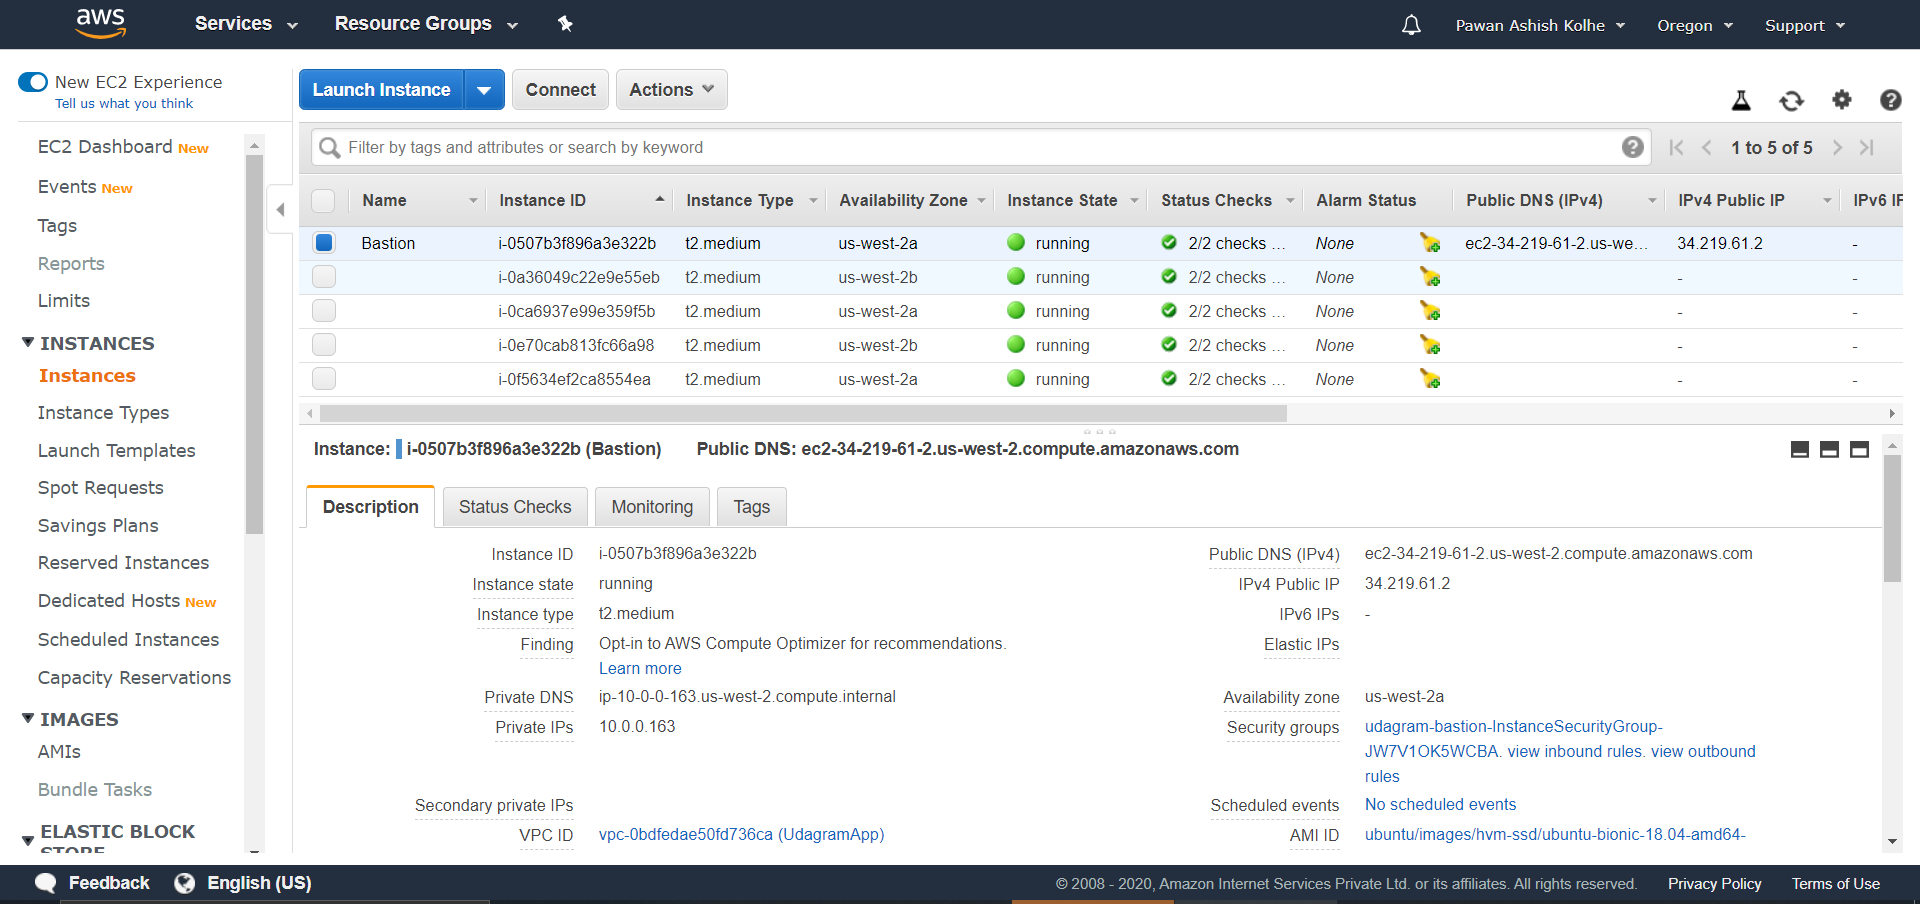 aws Services Resource Groups Pawan Ashish Kolhe Oregon Support
New EC2 Experience
Tell us what you think
EC2 Dashboard New
Events New
Tags
Reports
Limits
INSTANCES
Instances
Instance Types
Launch Templates
Spot Requests
Savings Plans
Reserved Instances
Dedicated Hosts New
Scheduled Instances
Capacity Reservations
IMAGES
AMIs
Bundle Tasks
ELASTIC BLOCK
STORE
Launch Instance Connect Actions
Filter by tags and attributes or search by keyword 1 to 5 of 5
Name Instance ID Instance Type Availability Zone Instance State Status Checks Alarm Status Public DNS (IPv4) IPv4 Public IP IPv6 IP
Bastion i-0507b3f896a3e322b t2.medium us-west-2a running 2/2 checks ... None ec2-34-219-61-2.us-we... 34.219.61.2 -
i-0a36049c22e9e55eb t2.medium us-west-2b running 2/2 checks ... None - -
i-0ca6937e99e359f5b t2.medium us-west-2a running 2/2 checks ... None - -
i-0e70cab813fc66a98 t2.medium us-west-2b running 2/2 checks ... None - -
i-0f5634ef2ca8554ea t2.medium us-west-2a running 2/2 checks ... None - -
Instance: i-0507b3f896a3e322b (Bastion) Public DNS: ec2-34-219-61-2.us-west-2.compute.amazonaws.com
Description Status Checks Monitoring Tags
Instance ID i-0507b3f896a3e322b Public DNS (IPv4) ec2-34-219-61-2.us-west-2.compute.amazonaws.com
Instance state running IPv4 Public IP 34.219.61.2
Instance type t2.medium IPv6 IPs -
Finding Opt-in to AWS Compute Optimizer for recommendations. Elastic IPs
Learn more
Private DNS ip-10-0-0-163.us-west-2.compute.internal Availability zone us-west-2a
Private IPs 10.0.0.163 Security groups udagram-bastion-InstanceSecurityGroup-
JW7V1OK5WCBA. view inbound rules. view outbound
rules
Secondary private IPs Scheduled events No scheduled events
VPC ID vpc-0bdfedae50fd736ca (UdagramApp) AMI ID ubuntu/images/hvm-ssd/ubuntu-bionic-18.04-amd64-
Feedback English (US) © 2008 - 2020, Amazon Internet Services Private Ltd. or its affiliates. All rights reserved. Privacy Policy Terms of Use